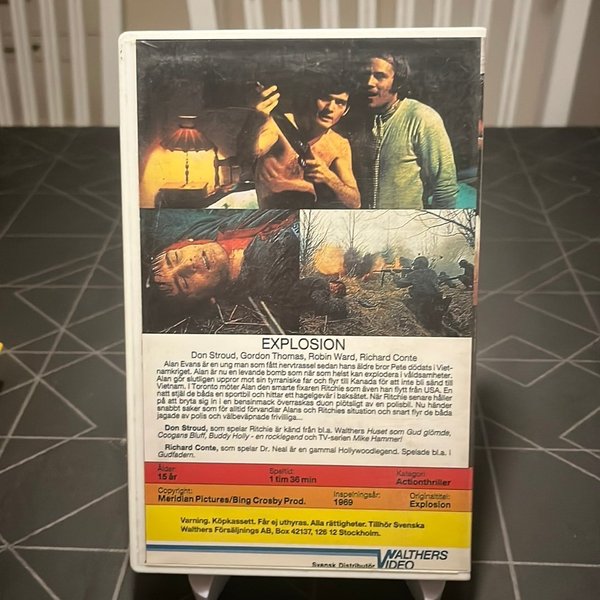 EXPLOSION
Don Stroud, Gordon Thomas, Robin Ward, Richard Conte
Alan Evans är en ung man som fått nervtrassel sedan hans äldre bror Pete dödats i Viet-
namkriget. Alan är en levande bomb som när som helst kan explodera i våldsamheter.
Alan gör slutligen uppror mot sin tyranniske far och flyr till Kanada för att inte bli sänd till
Vietnam. I Toronto möter Alan den smarte fixaren Ritchie som även han flytt från USA. En
natt stjäl de båda en sportbil och hittar ett hagelgevär i baksätet. När Ritchie senare håller
på att bryta sig in i en bensinmack överraskas duon plötsligt av en polisbil. Nu händer
snabbt saker som för alltid förvandlar Alans och Ritchies situation och snart flyr de båda
jagade av polis och välbeväpnade frivilliga...
Don Stroud, som spelar Ritchie är känd från bl.a. Walthers Huset som Gud glömde,
Coogans Bluff, Buddy Holly - en rocklegend och TV-serien Mike Hammer!
Richard Conte, som spelar Dr. Neal är en gammal Hollywoodlegend. Spelade bl.a. i
Gudfadern.
Ålder: Speltid: Kategori:
15 år 1 tim 36 min Actionthriller
Copyright: Inspelningsår: Originaltitel:
Meridian Pictures/Bing Crosby Prod. 1969 Explosion
Varning. Köpkassett. Får ej uthyras. Alla rättigheter. Tillhör Svenska
Walthers Försäljnings AB, Box 42137, 126 12 Stockholm.
WALTHERS
Svensk Distributör VIDEO